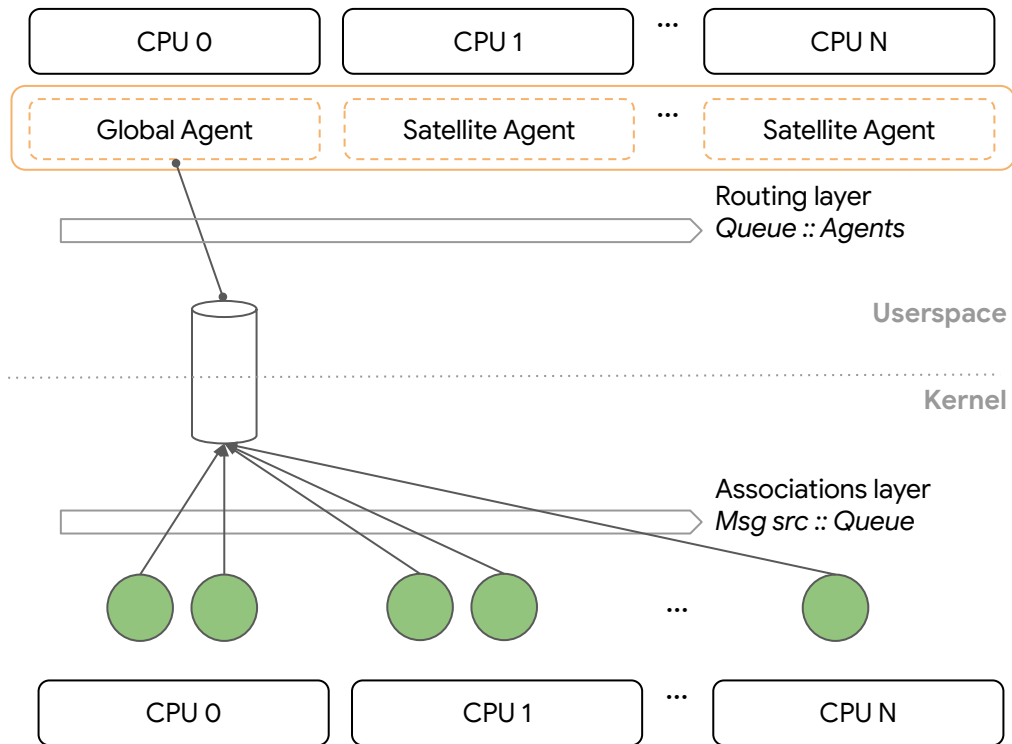 CPU 0
CPU 1
...
CPU N
Global Agent
Satellite Agent
...
Satellite Agent
Routing layer
Queue :: Agents
Userspace
Kernel
Associations layer
Msg src :: Queue
...
CPU 0
CPU 1
...
CPU N